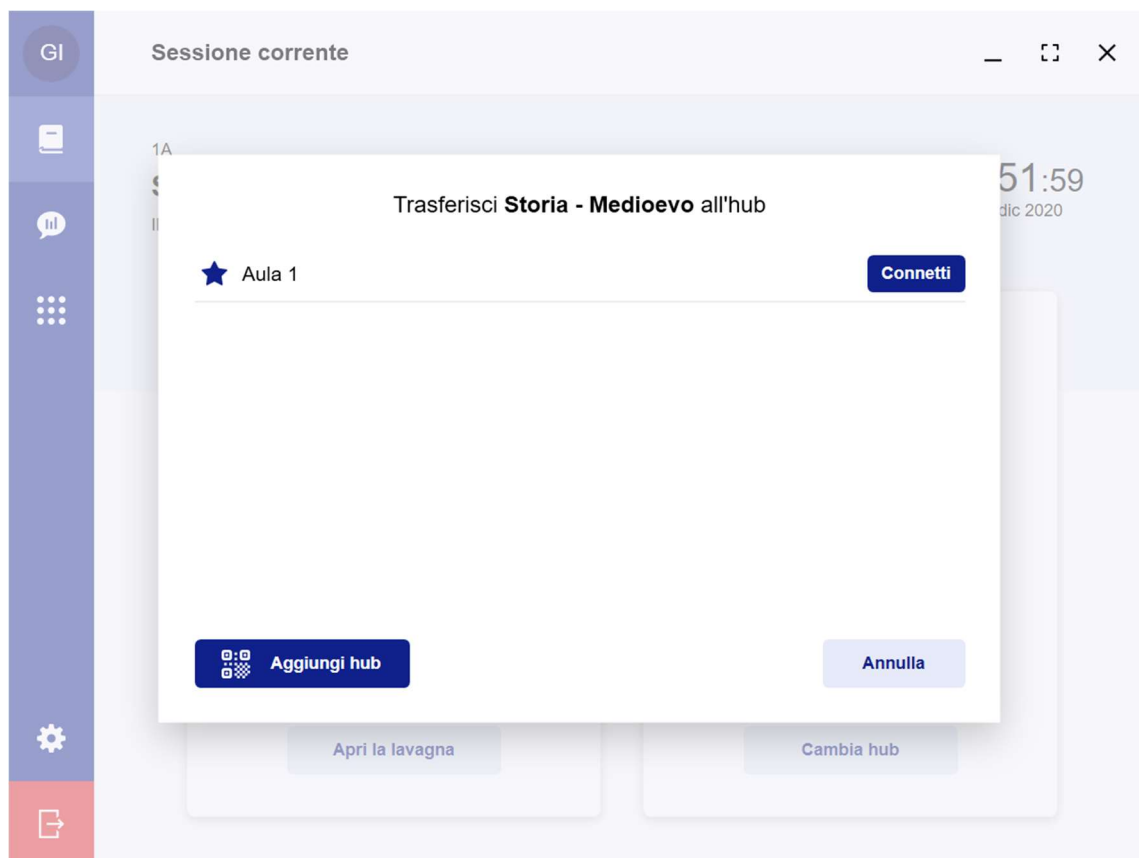 GI
Sessione corrente
1A
51:59
dic 2020
Trasferisci Storia - Medioevo all'hub
Aula 1
Connetti
Aggiungi hub
Annulla
Apri la lavagna
Cambia hub